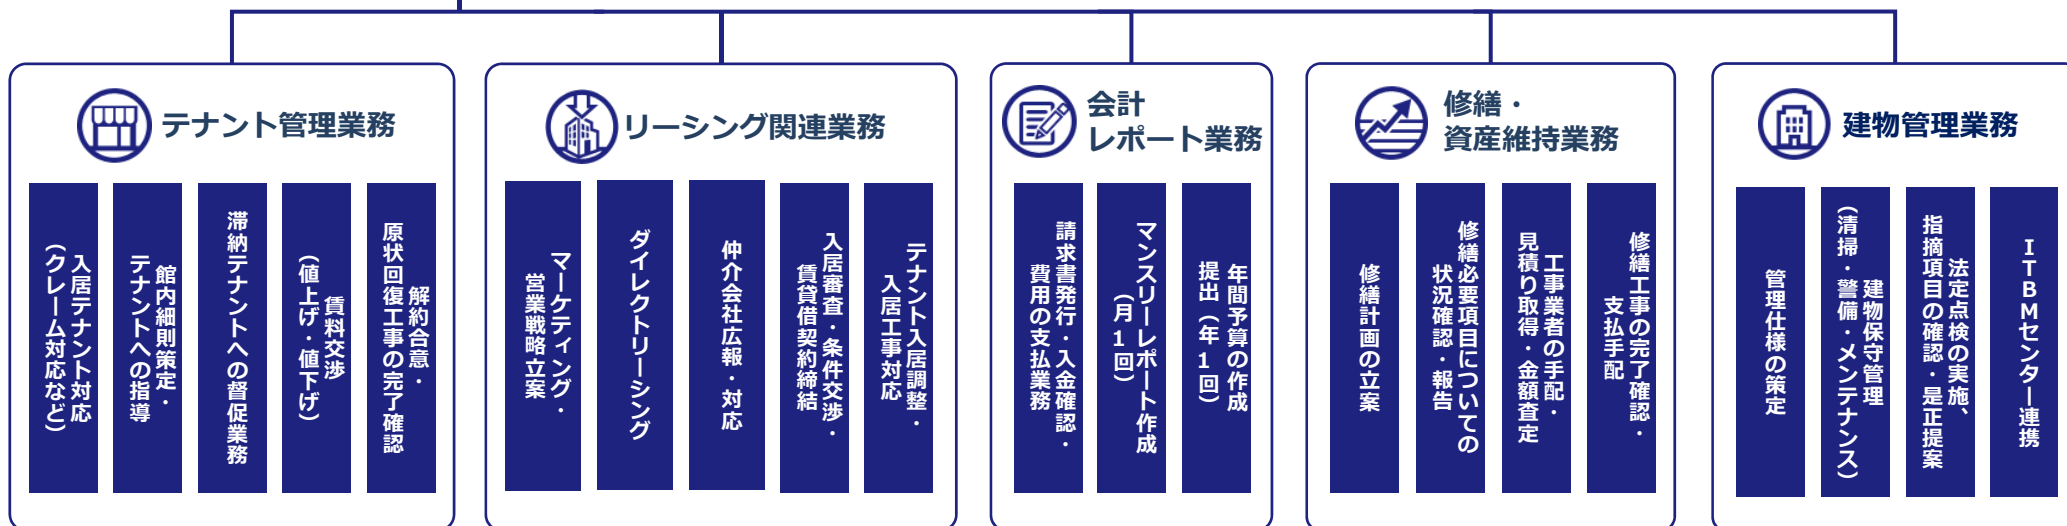 テナント管理業務
入居テナント対応
(クレーム対応など)
館内細則策定・
テナントへの指導
滞納テナントへの督促業務
賃料交渉
(値上げ・値下げ)
解約合意・
原状回復工事の完了確認
リーシング関連業務
マーケティング・
営業戦略立案
ダイレクトリーシング
仲介会社広報・対応
入居審査・条件交渉・
賃貸借契約締結
テナント入居調整・
入居工事対応
会計
レポート業務
請求書発行・入金確認・
費用の支払業務
マンスリーレポート作成
(月1回)
年間予算の作成
提出(年1回)
修繕・
資産維持業務
修繕計画の立案
修繕必要項目についての
状況確認・報告
工事業者の手配・
見積り取得・金額査定
修繕工事の完了確認・
支払手配
建物管理業務
管理仕様の策定
建物保守管理
(清掃・警備・メンテナンス)
法定点検の実施、
指摘項目の確認・是正提案
ITBMセンター連携